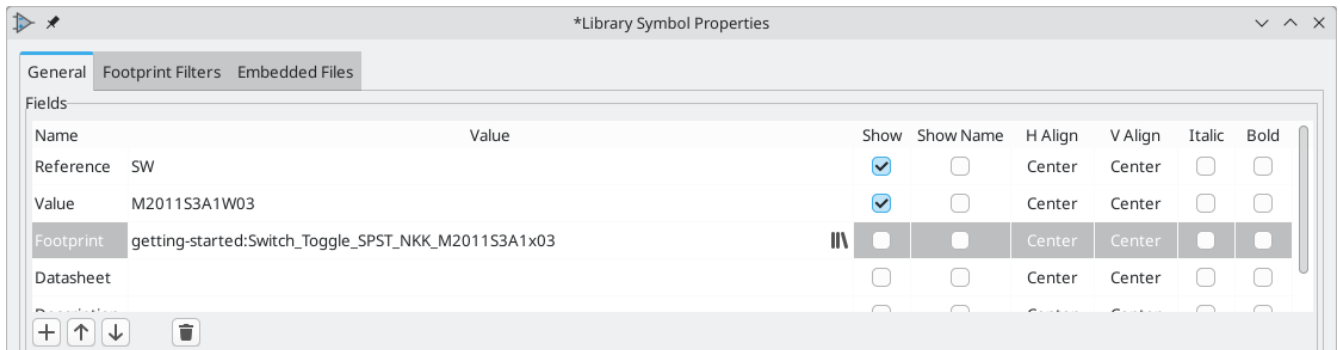 *Library Symbol Properties
General Footprint Filters Embedded Files
Fields
Name Value Show Show Name H Align V Align Italic Bold
Reference SW Center Center
Value M2011S3A1W03 Center Center
Footprint getting-started:Switch_Toggle_SPST_NKK_M2011S3A1x03 Center Center
Datasheet Center Center